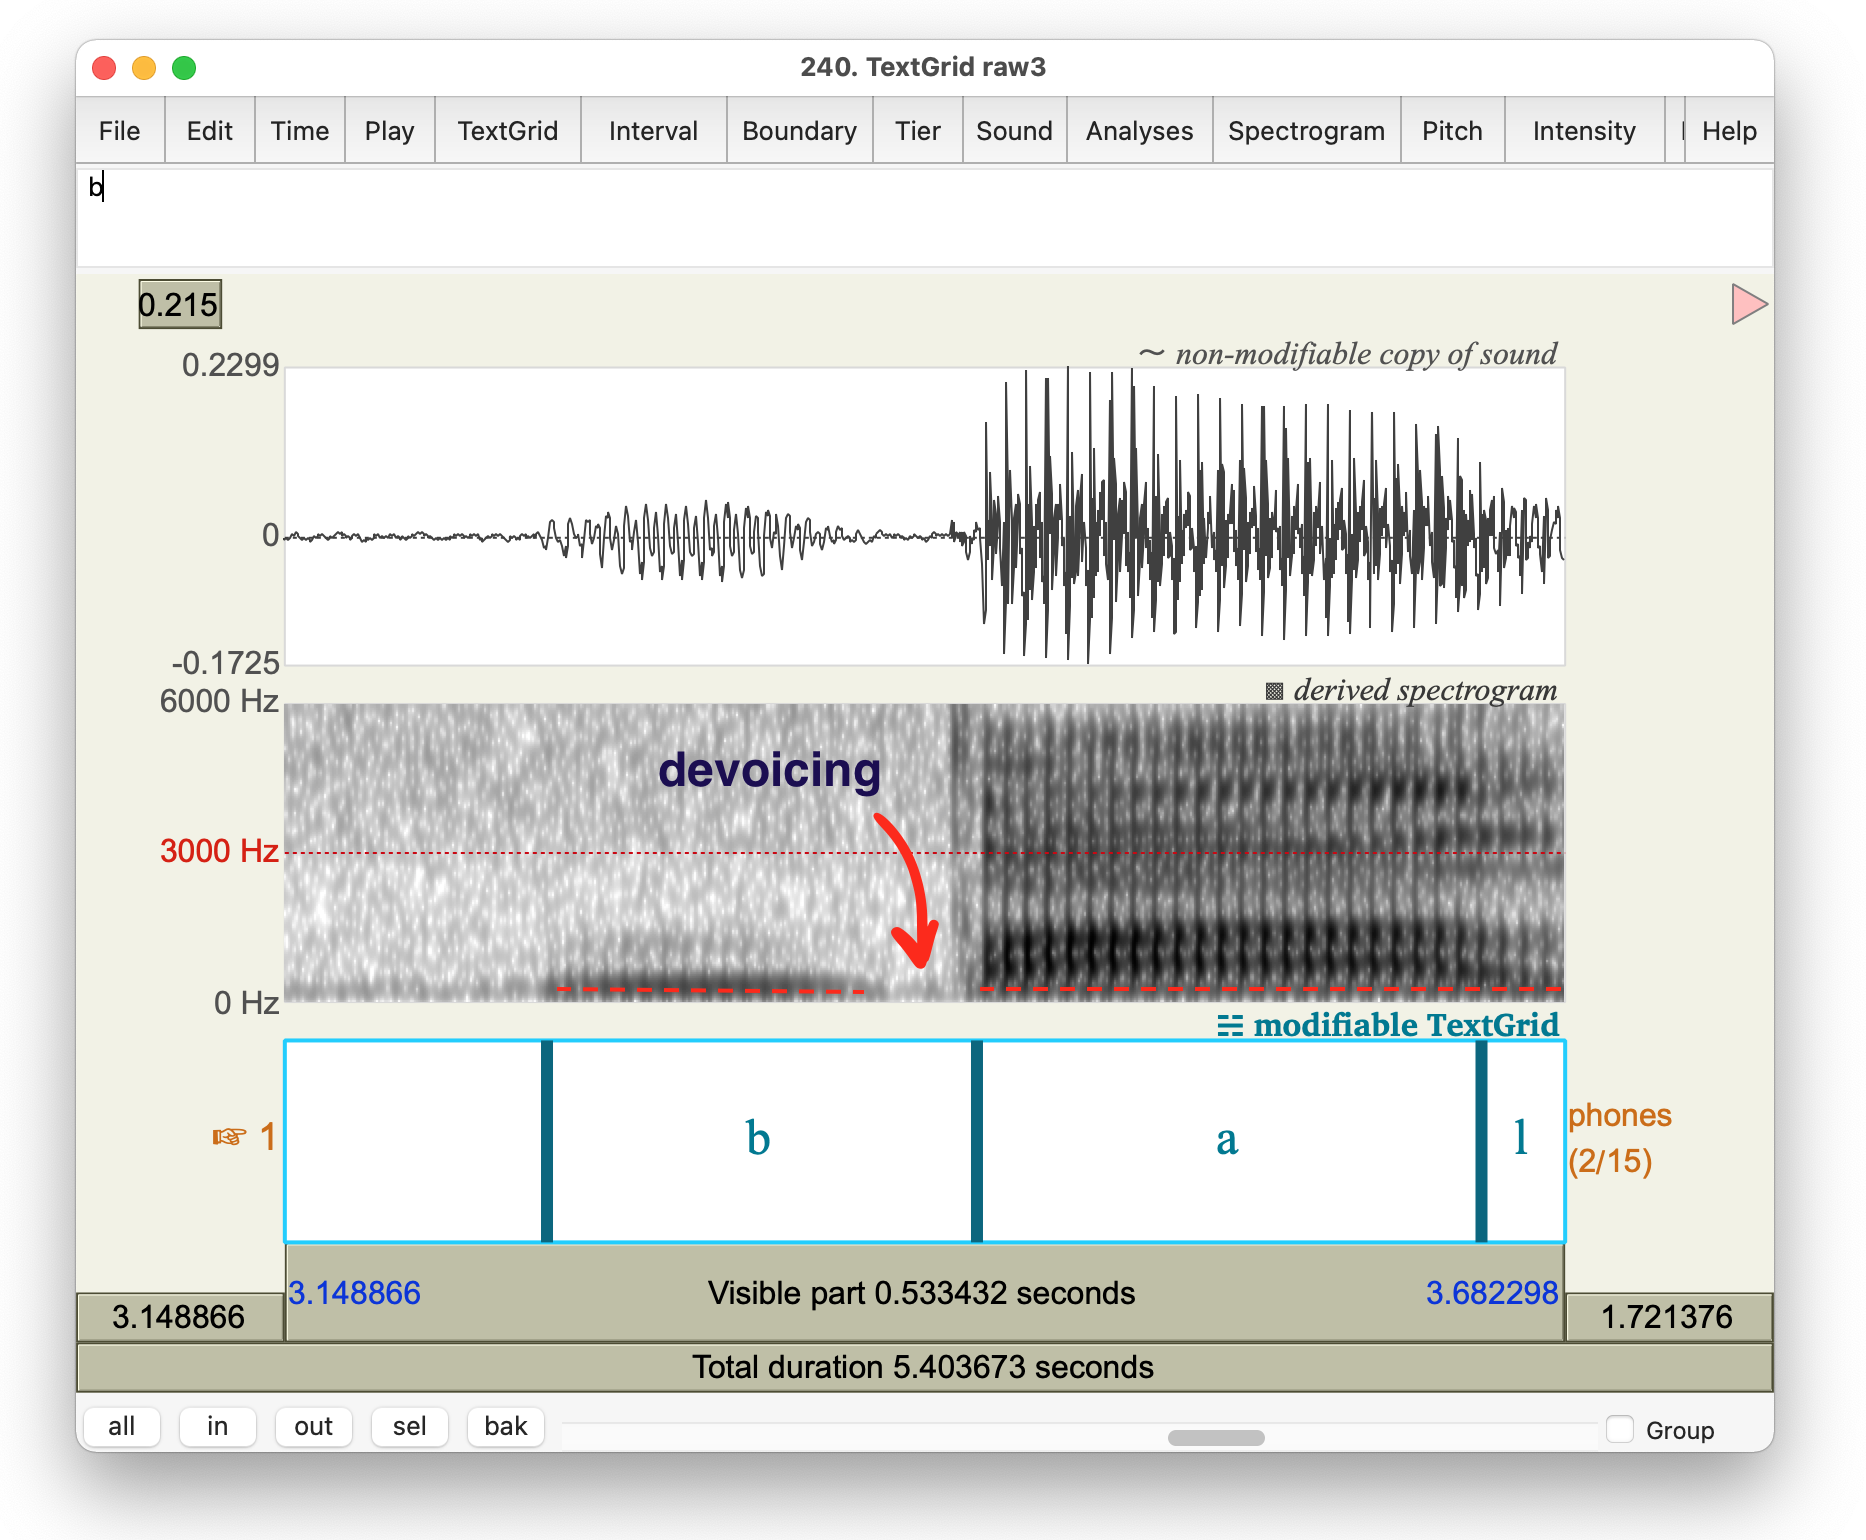 240. TextGrid raw3
File Edit Time Play TextGrid Interval Boundary Tier Sound Analyses Spectrogram Pitch Intensity Help
b
0.215
~ non-modifiable copy of sound
0.2299
0
-0.1725
derived spectrogram
6000 Hz
devoicing
3000 Hz
0 Hz
modifiable TextGrid
☞ 1 b a l phones
(2/15)
3.148866 Visible part 0.533432 seconds 3.682298
3.148866 1.721376
Total duration 5.403673 seconds
all in out sel bak Group